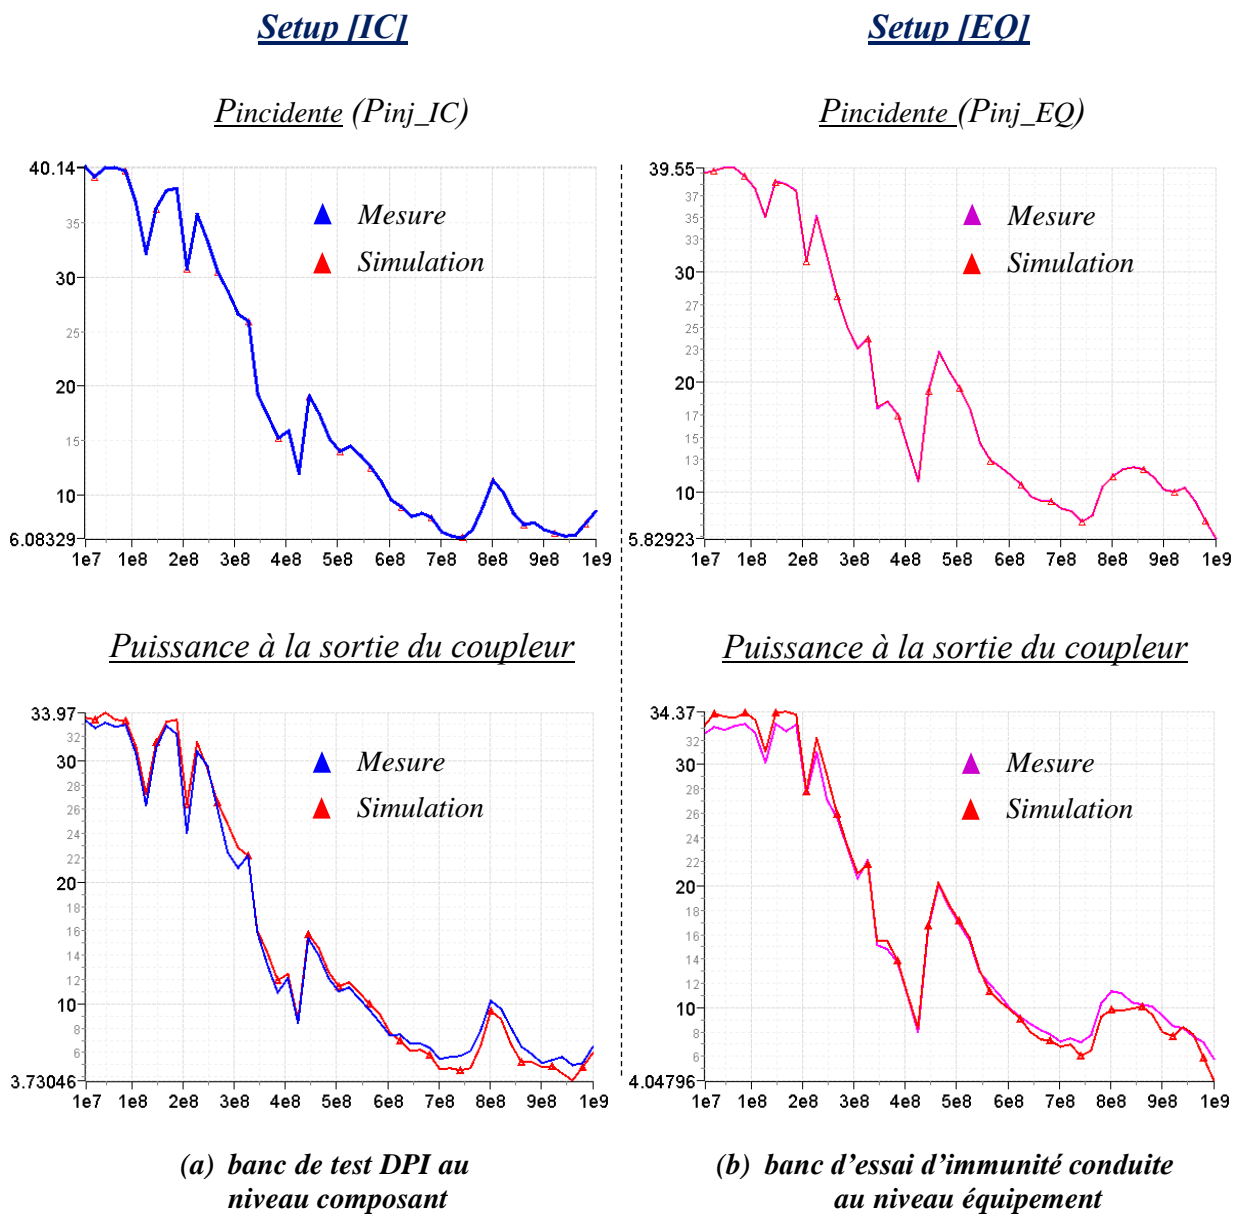 Setup [IC]
Setup [EQ]
Pincidente (Pinj_IC)
Pincidente (Pinj_EQ)
40.14
35
30
25
20
15
10
6.08329
1e7 1e8 2e8 3e8 4e8 5e8 6e8 7e8 8e8 9e8 1e9
Mesure
Simulation
39.55
37
35
33
30
27
25
23
20
17
15
13
10
5.82923
1e7 1e8 2e8 3e8 4e8 5e8 6e8 7e8 8e8 9e8 1e9
Mesure
Simulation
Puissance à la sortie du coupleur
Puissance à la sortie du coupleur
33.97
32
30
28
26
24
22
20
18
16
14
12
10
8
6
3.73046
1e7 1e8 2e8 3e8 4e8 5e8 6e8 7e8 8e8 9e8 1e9
Mesure
Simulation
34.37
32
30
28
26
24
22
20
18
16
14
12
10
8
6
4.04796
1e7 1e8 2e8 3e8 4e8 5e8 6e8 7e8 8e8 9e8 1e9
Mesure
Simulation
(a) banc de test DPI au
niveau composant
(b) banc d'essai d'immunité conduite
au niveau équipement